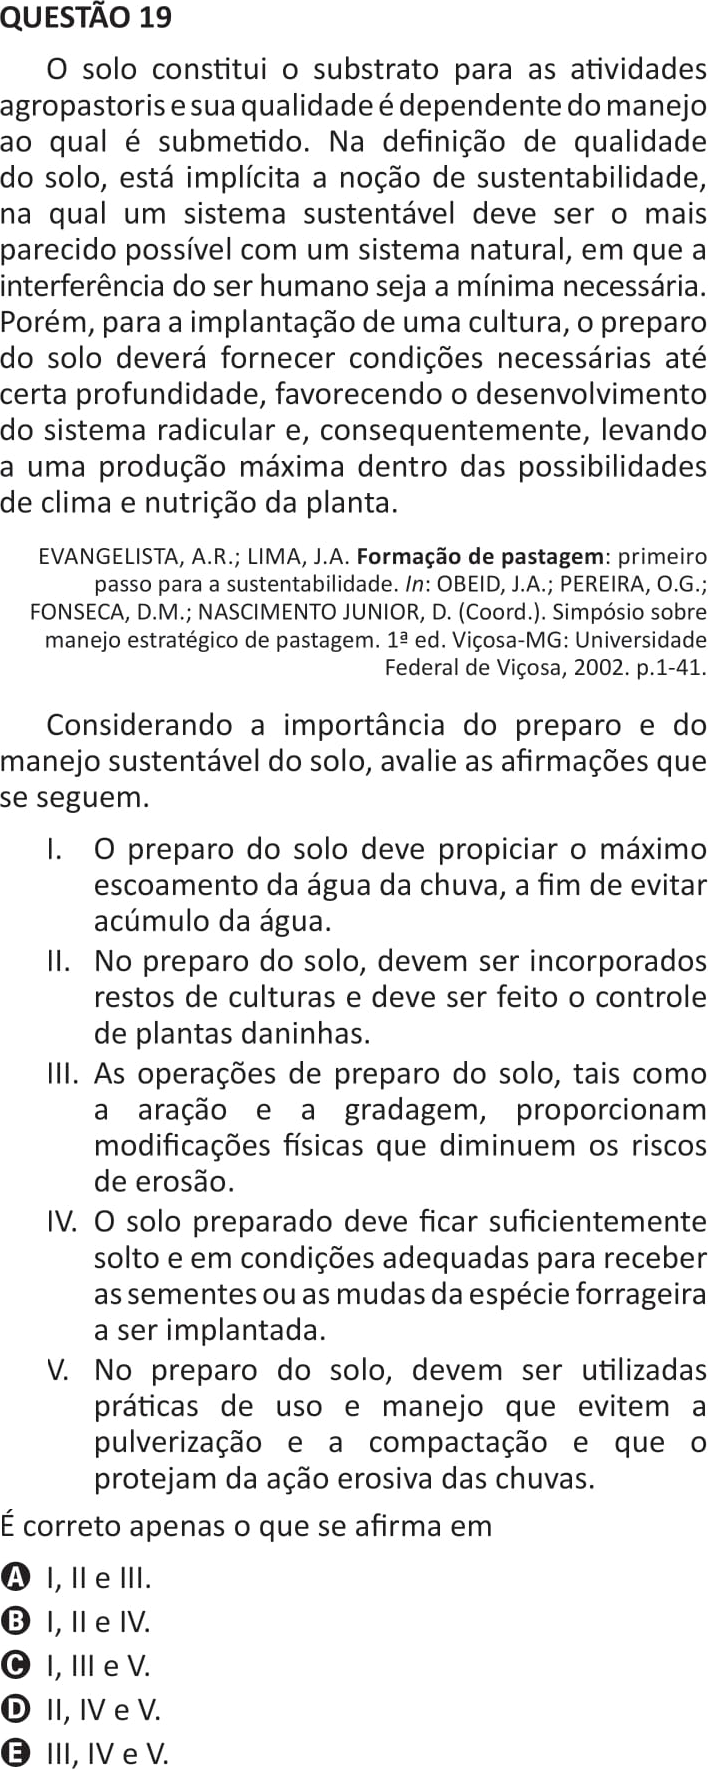 QUESTÃO 19
O solo constitui o substrato para as atividades
agropastoris e sua qualidade é dependente do manejo
ao qual é submetido. Na definição de qualidade
do solo, está implícita a noção de sustentabilidade,
na qual um sistema sustentável deve ser o mais
parecido possível com um sistema natural, em que a
interferência do ser humano seja a mínima necessária.
Porém, para a implantação de uma cultura, o preparo
do solo deverá fornecer condições necessárias até
certa profundidade, favorecendo o desenvolvimento
do sistema radicular e, consequentemente, levando
a uma produção máxima dentro das possibilidades
de clima e nutrição da planta.
EVANGELISTA, A.R.; LIMA, J.A. Formação de pastagem: primeiro
passo para a sustentabilidade. In: OBEID, J.A.; PEREIRA, O.G.;
FONSECA, D.M.; NASCIMENTO JUNIOR, D. (Coord.). Simpósio sobre
manejo estratégico de pastagem. 1ª ed. Viçosa-MG: Universidade
Federal de Viçosa, 2002. p.1-41.
Considerando a importância do preparo e do
manejo sustentável do solo, avalie as afirmações que
se seguem.
I. O preparo do solo deve propiciar o máximo
escoamento da água da chuva, a fim de evitar
acúmulo da água.
II. No preparo do solo, devem ser incorporados
restos de culturas e deve ser feito o controle
de plantas daninhas.
III. As operações de preparo do solo, tais como
a aração e a gradagem, proporcionam
modificações físicas que diminuem os riscos
de erosão.
IV. O solo preparado deve ficar suficientemente
solto e em condições adequadas para receber
as sementes ou as mudas da espécie forrageira
a ser implantada.
V. No preparo do solo, devem ser utilizadas
práticas de uso e manejo que evitem a
pulverização e a compactação e que o
protejam da ação erosiva das chuvas.
É correto apenas o que se afirma em
A I, II e III.
B I, II e IV.
C I, III e V.
D II, IV e V.
E III, IV e V.